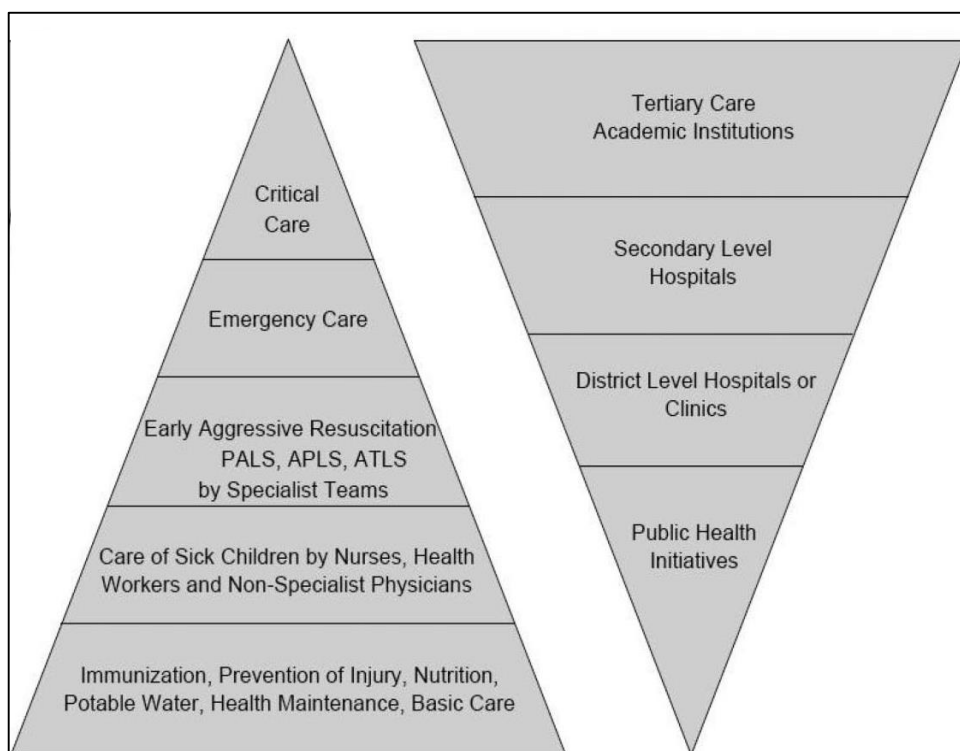 Critical
Care
Emergency Care
Early Aggressive Resuscitation
PALS, APLS, ATLS
by Specialist Teams
Care of Sick Children by Nurses, Health
Workers and Non-Specialist Physicians
Immunization, Prevention of Injury, Nutrition,
Potable Water, Health Maintenance, Basic Care
Tertiary Care
Academic Institutions
Secondary Level
Hospitals
District Level Hospitals or
Clinics
Public Health
Initiatives